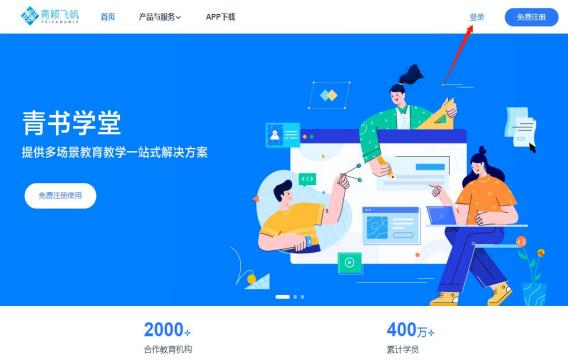 青颖飞帆
YEIFANUNIX
首页
产品与服务
APP下载
登录
免费注册
青书学堂
提供多场景教育教学一站式解决方案
免费注册使用
2000+
合作教育机构
400万+
累计学员